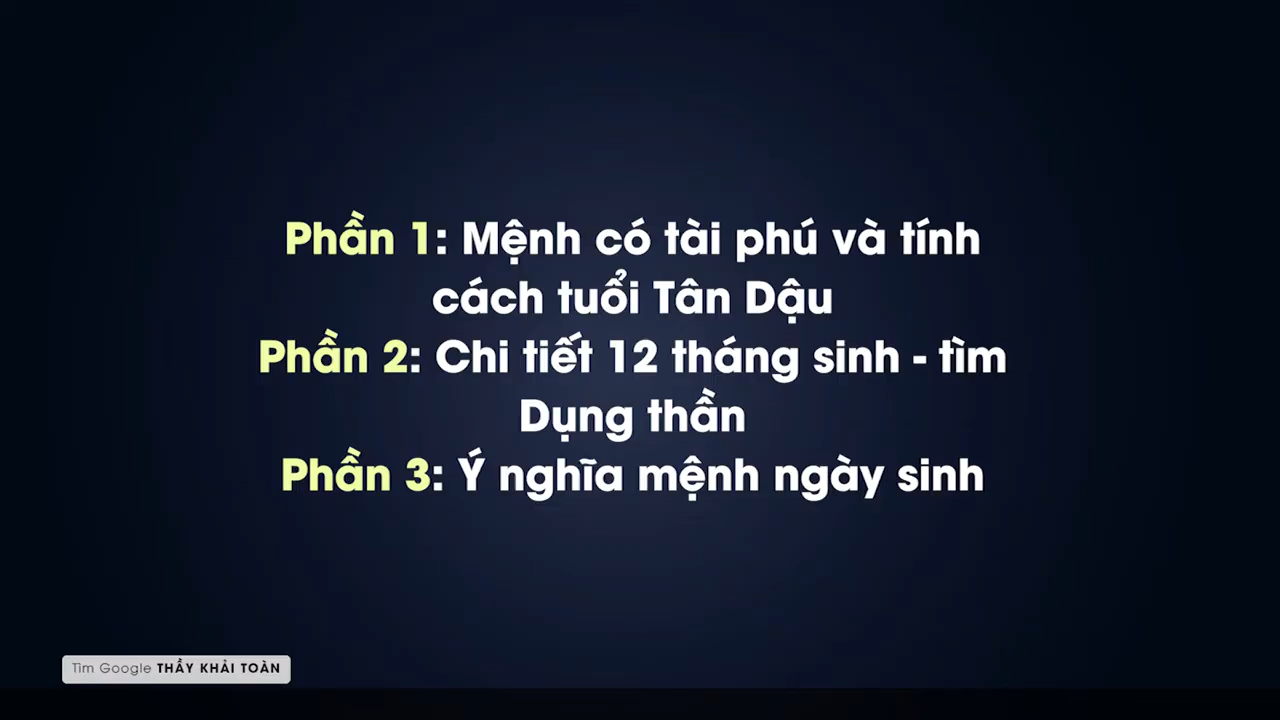 Phần 1: Mệnh có tài phú và tính
cách tuổi Tân Dậu
Phần 2: Chi tiết 12 tháng sinh - tìm
Dụng thần
Phần 3: Ý nghĩa mệnh ngày sinh
Tìm Google THẦY KHẢI TOÀN